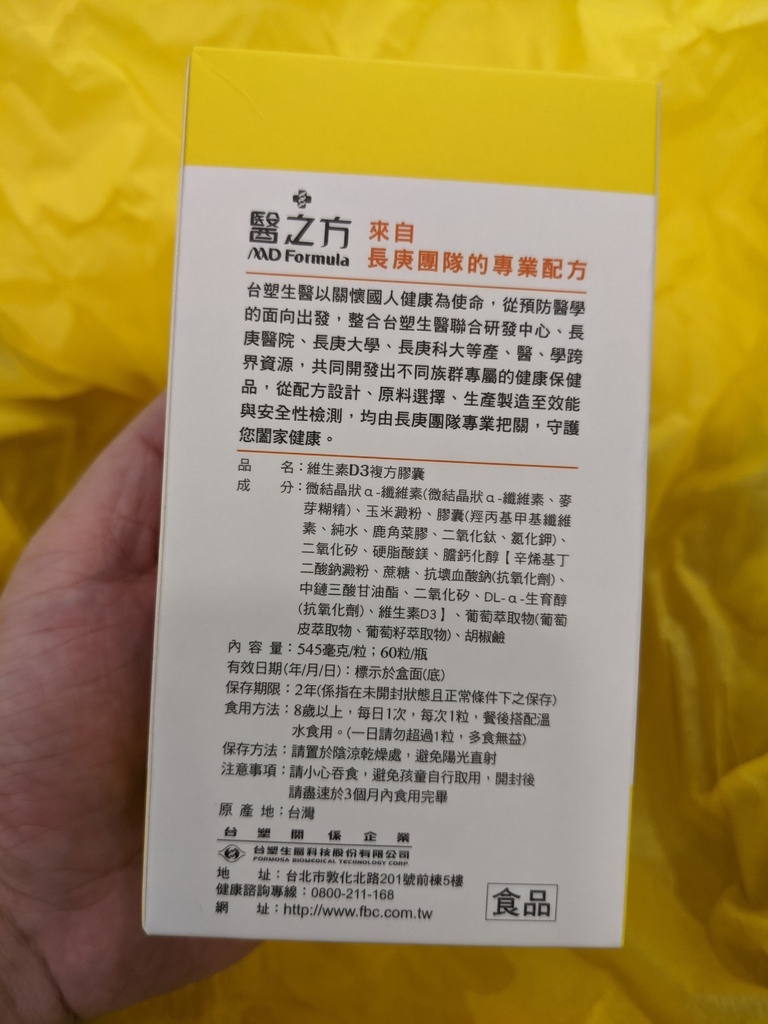 醫之方
MD Formula
來自
長庚團隊的專業配方
台塑生醫以關懷國人健康為使命，從預防醫學
的面向出發，整合台塑生醫聯合研發中心、長
庚醫院、長庚大學、長庚科大等產、醫、學跨
界資源，共同開發出不同族群專屬的健康保健
品，從配方設計、原料選擇、生產製造至效能
與安全性檢測，均由長庚團隊專業把關，守護
您闔家健康。
品　　名：維生素D3複方膠囊
成　　分：微結晶狀α-纖維素(微結晶狀α-纖維素、麥
芽糊精)、玉米澱粉、膠囊(羥丙基甲基纖維
素、純水、鹿角菜膠、二氧化鈦、氯化鉀)、
二氧化矽、硬脂酸鎂、膽鈣化醇【辛烯基丁
二酸鈉澱粉、蔗糖、抗壞血酸鈉(抗氧化劑)、
中鏈三酸甘油酯、二氧化矽、DL-α-生育醇
(抗氧化劑)、維生素D3】、葡萄萃取物(葡萄
皮萃取物、葡萄籽萃取物)、胡椒鹼
內 容 量：545毫克/粒；60粒/瓶
有效日期(年/月/日)：標示於盒面(底)
保存期限：2年(係指在未開封狀態且正常條件下之保存)
食用方法：8歲以上，每日1次，每次1粒，餐後搭配溫
水食用。(一日請勿超過1粒，多食無益)
保存方法：請置於陰涼乾燥處，避免陽光直射
注意事項：請小心吞食，避免孩童自行取用，開封後
請盡速於3個月內食用完畢
原 產 地：台灣
台 塑 關 係 企 業
台塑生醫科技股份有限公司
FORMOSA BIOMEDICAL TECHNOLOGY CORP.
地　　址：台北市敦化北路201號前棟5樓
健康諮詢專線：0800-211-168
網　　址：http://www.fbc.com.tw
食品